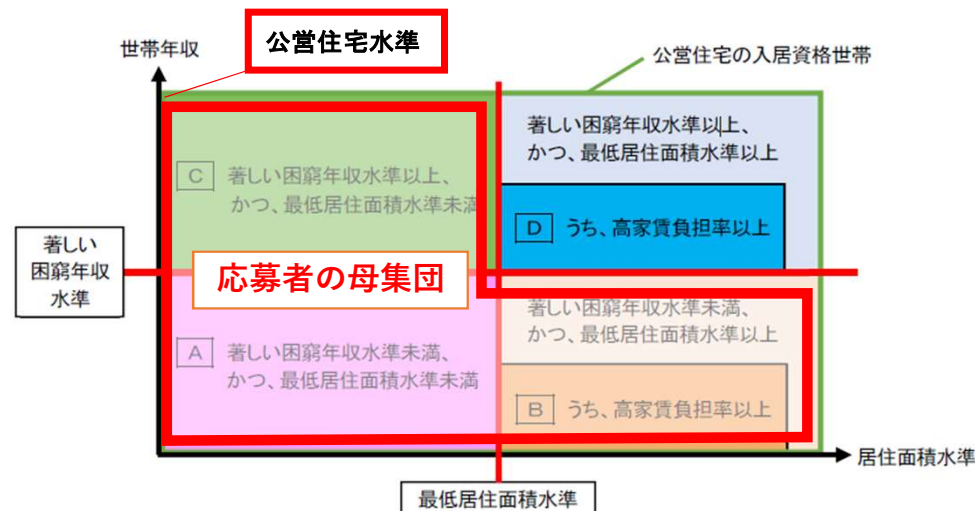 公営住宅水準
世帯年収
公営住宅の入居資格世帯
著しい困窮年収水準以上、
かつ、最低居住面積水準以上
C 著しい困窮年収水準以上、
かつ、最低居住面積水準未満
D うち、高家賃負担率以上
著しい
困窮年収
水準
応募者の母集団
著しい困窮年収水準未満、
かつ、最低居住面積水準以上
A 著しい困窮年収水準未満、
かつ、最低居住面積水準未満
B うち、高家賃負担率以上
居住面積水準
最低居住面積水準